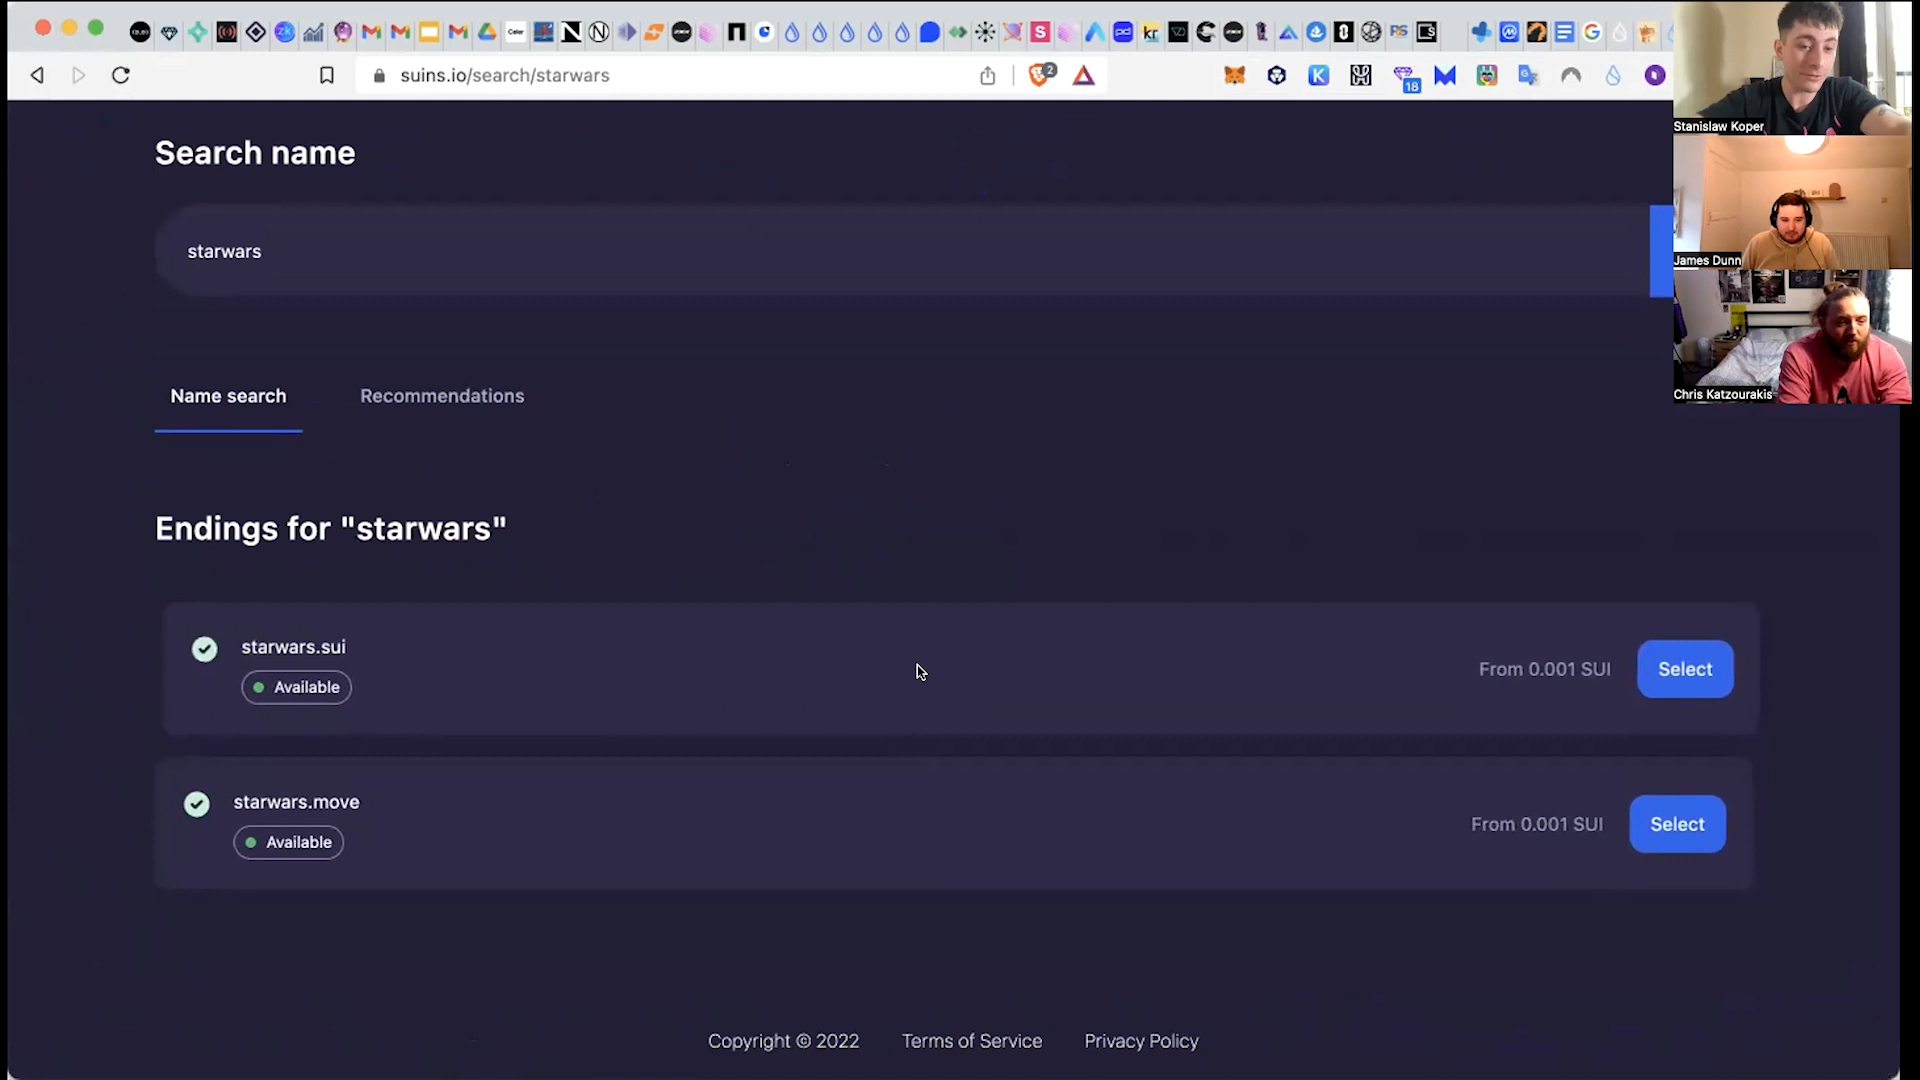 suins.io/search/starwars
2
18
Search name
starwars
Name search
Recommendations
Endings for "starwars"
starwars.sui
Available
From 0.001 SUI
Select
starwars.move
Available
From 0.001 SUI
Select
Copyright © 2022
Terms of Service
Privacy Policy
Stanislaw Koper
James Dunn
Chris Katzourakis